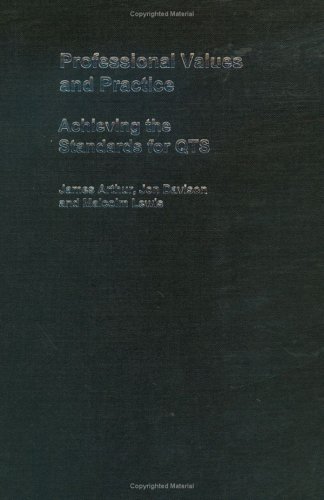 Copyrighted Material
Professional Values
and Practice
Achieving the
Standards for QTS
James Arthur, Jon Davison
and Malcolm Lewis
Copyrighted Material